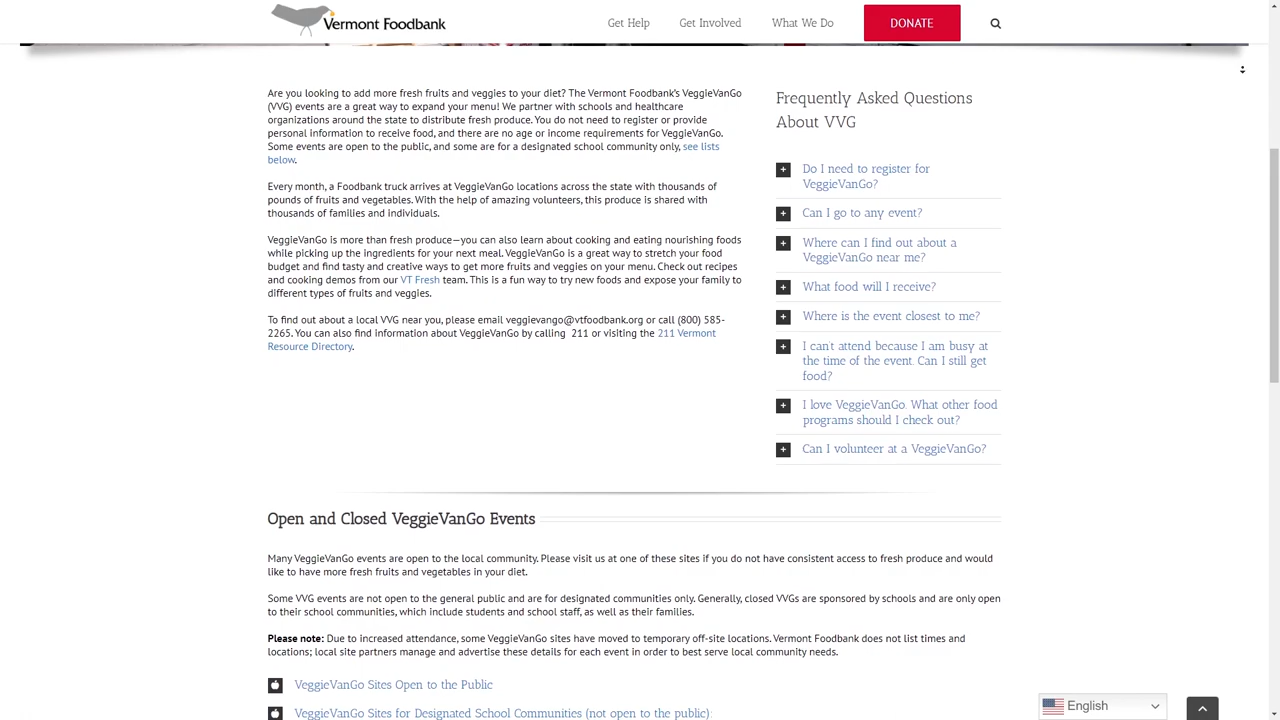 Vermont Foodbank
Get Help
Get Involved
What We Do
DONATE
Are you looking to add more fresh fruits and veggies to your diet? The Vermont Foodbank's VeggieVanGo
(VVG) events are a great way to expand your menu! We partner with schools and healthcare
organizations around the state to distribute fresh produce. You do not need to register or provide
personal information to receive food, and there are no age or income requirements for VeggieVanGo.
Some events are open to the public, and some are for a designated school community only, see lists
below.
Every month, a Foodbank truck arrives at VeggieVanGo locations across the state with thousands of
pounds of fruits and vegetables. With the help of amazing volunteers, this produce is shared with
thousands of families and individuals.
VeggieVanGo is more than fresh produce—you can also learn about cooking and eating nourishing foods
while picking up the ingredients for your next meal. VeggieVanGo is a great way to stretch your food
budget and find tasty and creative ways to get more fruits and veggies on your menu. Check out recipes
and cooking demos from our VT Fresh team. This is a fun way to try new foods and expose your family to
different types of fruits and veggies.
To find out about a local VVG near you, please email veggievango@vtfoodbank.org or call (800) 585-
2265. You can also find information about VeggieVanGo by calling 211 or visiting the 211 Vermont
Resource Directory.
Frequently Asked Questions
About VVG
Do I need to register for
VeggieVanGo?
Can I go to any event?
Where can I find out about a
VeggieVanGo near me?
What food will I receive?
Where is the event closest to me?
I can't attend because I am busy at
the time of the event. Can I still get
food?
I love VeggieVanGo. What other food
programs should I check out?
Can I volunteer at a VeggieVanGo?
Open and Closed VeggieVanGo Events
Many VeggieVanGo events are open to the local community. Please visit us at one of these sites if you do not have consistent access to fresh produce and would
like to have more fresh fruits and vegetables in your diet.
Some VVG events are not open to the general public and are for designated communities only. Generally, closed VVGs are sponsored by schools and are only open
to their school communities, which include students and school staff, as well as their families.
Please note: Due to increased attendance, some VeggieVanGo sites have moved to temporary off-site locations. Vermont Foodbank does not list times and
locations; local site partners manage and advertise these details for each event in order to best serve local community needs.
VeggieVanGo Sites Open to the Public
VeggieVanGo Sites for Designated School Communities (not open to the public):
English